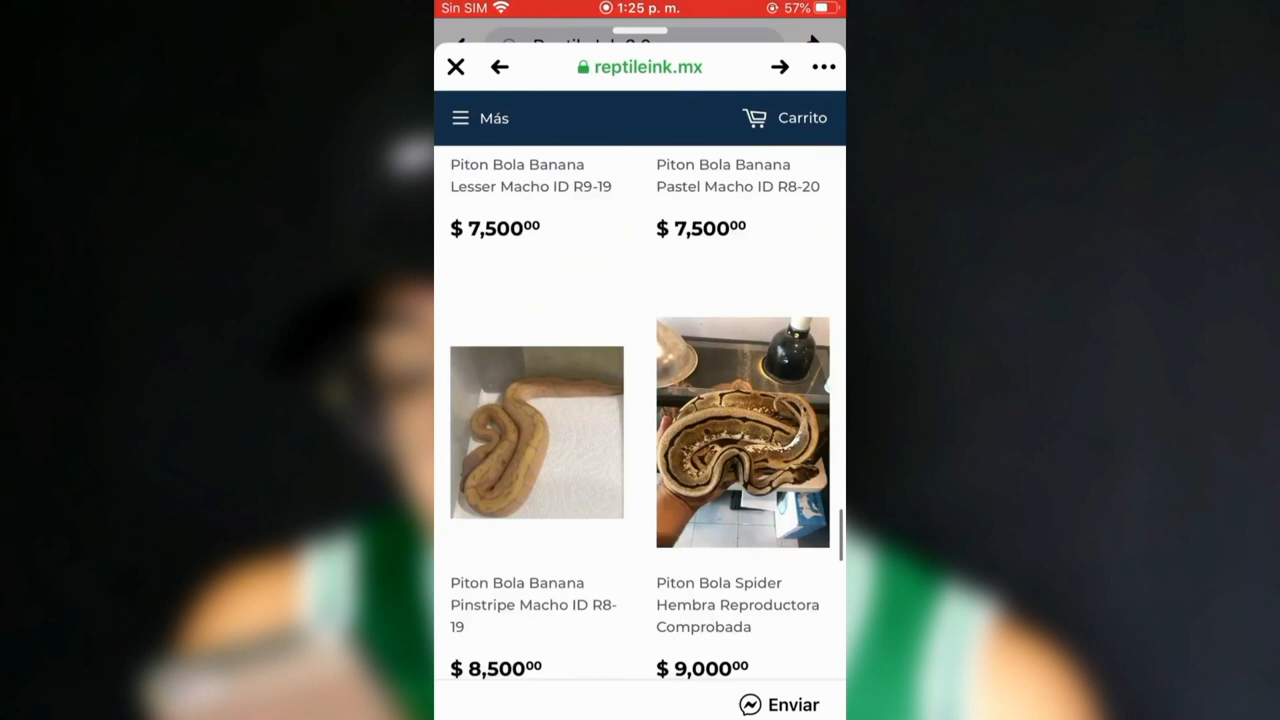 Sin SIM 1:25 p. m. 57%
reptileink.mx
Más Carrito
Piton Bola Banana
Lesser Macho ID R9-19
$ 7,500⁰⁰
Piton Bola Banana
Pastel Macho ID R8-20
$ 7,500⁰⁰
Piton Bola Banana
Pinstripe Macho ID R8-
19
$ 8,500⁰⁰
Piton Bola Spider
Hembra Reproductora
Comprobada
$ 9,000⁰⁰
Enviar